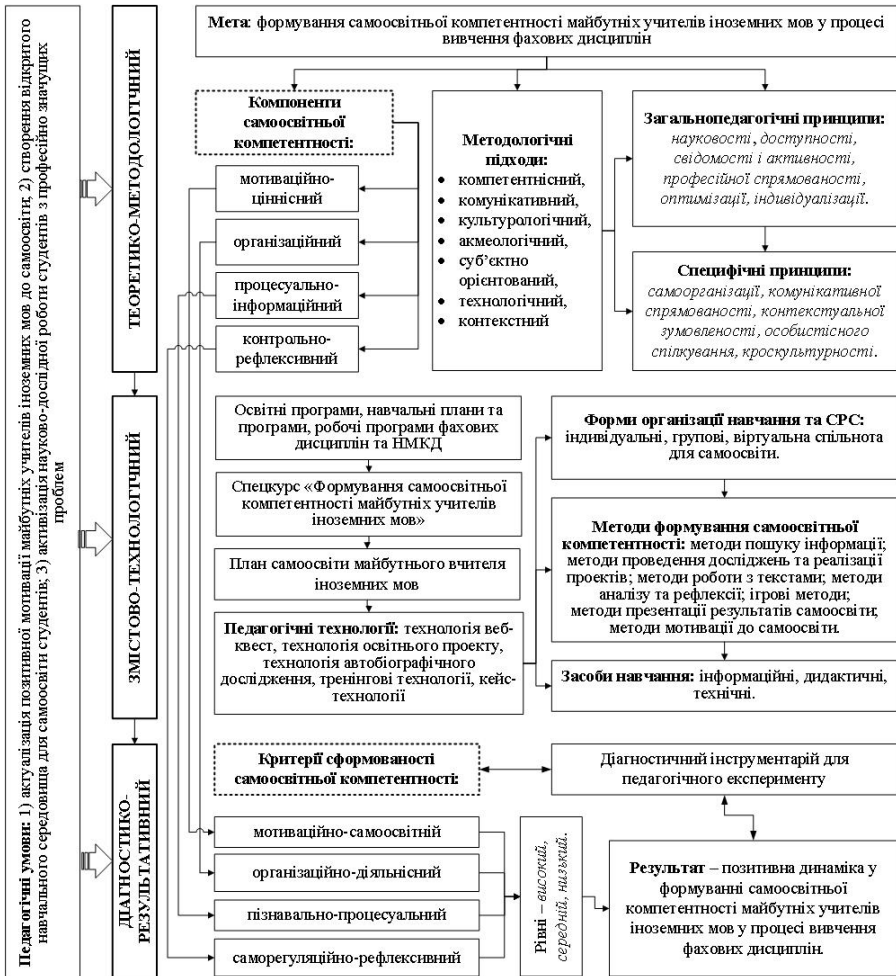 Педагогічні умови: 1) актуалізація позитивної мотивації майбутніх учителів іноземних мов до самоосвіти; 2) створення відкритого
навчального середовища для самоосвіти студентів; 3) активізація науково-дослідної роботи студентів з професійно значущих
проблем
ТЕОРЕТИКО-МЕТОДОЛОГІЧНИЙ
ЗМІСТОВО-ТЕХНОЛОГІЧНИЙ
ДІАГНОСТИКО-
РЕЗУЛЬТАТИВНИЙ
Мета: формування самоосвітньої компетентності майбутніх учителів іноземних мов у процесі
вивчення фахових дисциплін
Компоненти
самоосвітньої
компетентності:
мотиваційно-
ціннісний
організаційний
процесуально-
інформаційний
контрольно-
рефлексивний
Методологічні
підходи:
• компетентнісний,
• комунікативний,
• культурологічний,
• акмеологічний,
• суб’єктно
орієнтований,
• технологічний,
• контекстний
Загальнопедагогічні принципи:
науковості, доступності,
свідомості і активності,
професійної спрямованості,
оптимізації, індивідуалізації.
Специфічні принципи:
самоорганізації, комунікативної
спрямованості, контекстуальної
зумовленості, особистісного
спілкування, кроскультурності.
Освітні програми, навчальні плани та
програми, робочі програми фахових
дисциплін та НМКД
Спецкурс «Формування самоосвітньої
компетентності майбутніх учителів
іноземних мов»
План самоосвіти майбутнього вчителя
іноземних мов
Педагогічні технології: технологія веб-
квест, технологія освітнього проекту,
технологія автобіографічного
дослідження, тренінгові технології, кейс-
технології
Форми організації навчання та СРС:
індивідуальні, групові, віртуальна спільнота
для самоосвіти.
Методи формування самоосвітньої
компетентності: методи пошуку інформації;
методи проведення досліджень та реалізації
проектів; методи роботи з текстами; методи
аналізу та рефлексії; ігрові методи;
методи презентації результатів самоосвіти;
методи мотивації до самоосвіти.
Засоби навчання: інформаційні, дидактичні,
технічні.
Критерії сформованості
самоосвітньої компетентності:
Діагностичний інструментарій для
педагогічного експерименту
мотиваційно-самоосвітній
організаційно-діяльнісний
пізнавально-процесуальний
саморегуляційно-рефлексивний
Рівні – високий,
середній, низький.
Результат – позитивна динаміка у
формуванні самоосвітньої
компетентності майбутніх учителів
іноземних мов у процесі вивчення
фахових дисциплін.